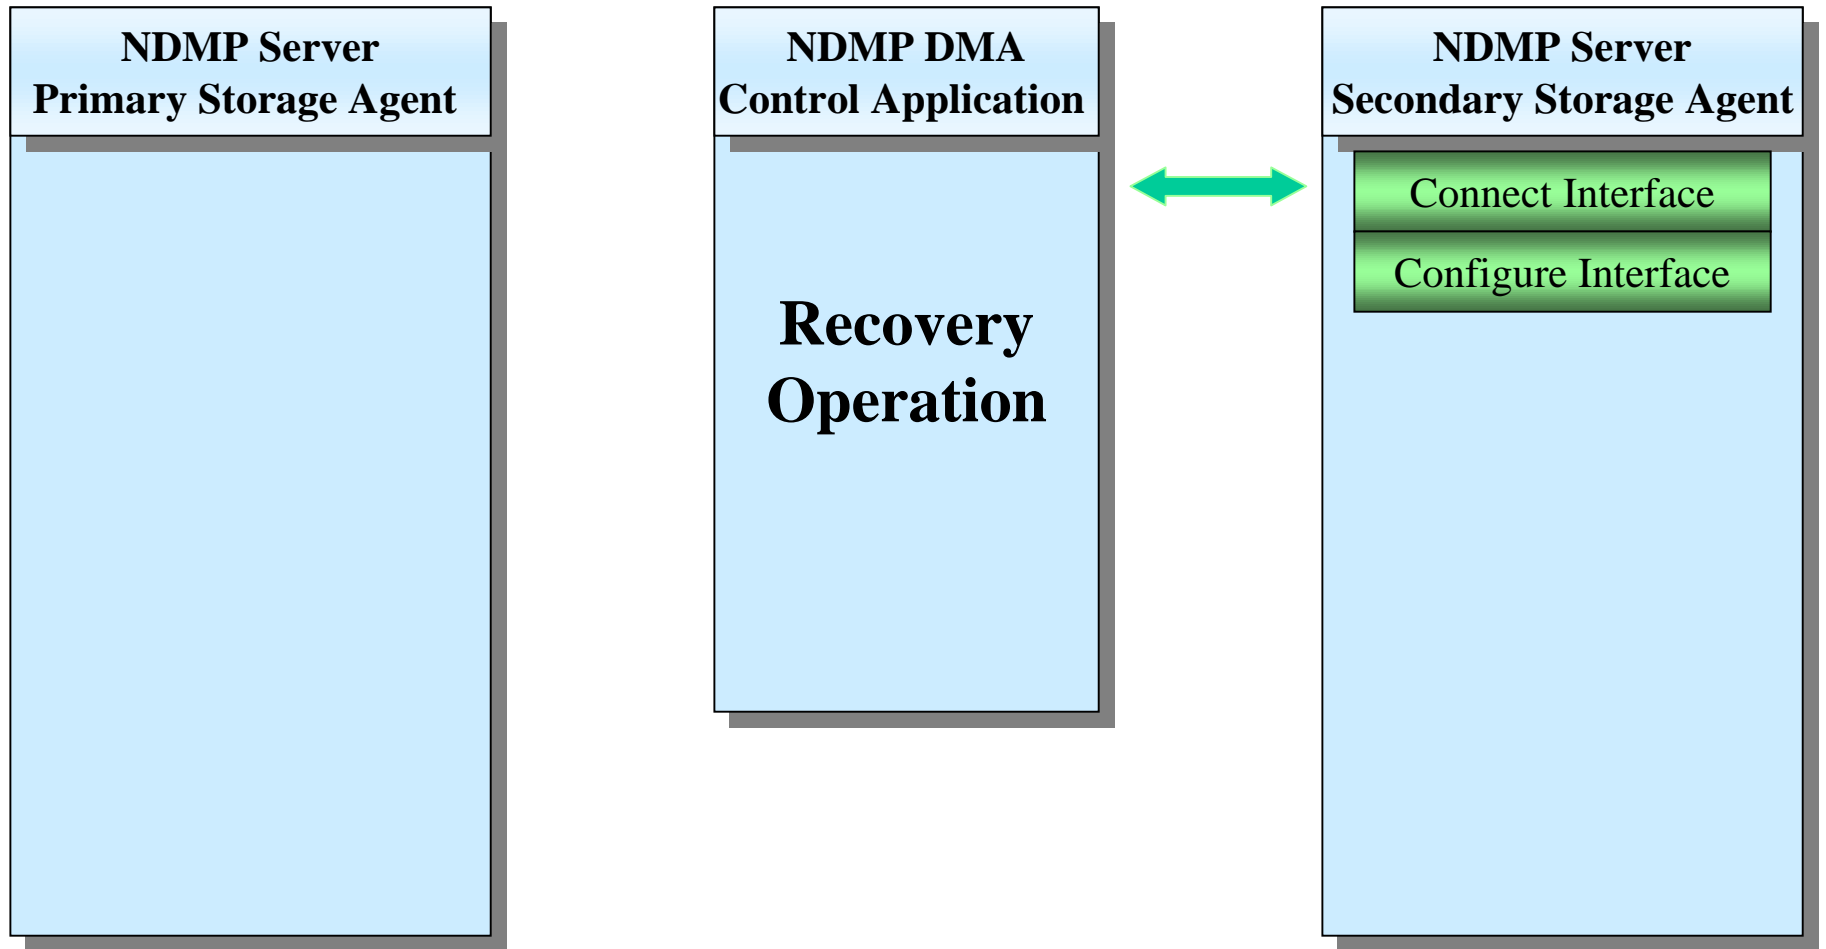 NDMP Server
Primary Storage Agent
NDMP DMA
Control Application
Recovery
Operation
NDMP Server
Secondary Storage Agent
Connect Interface
Configure Interface